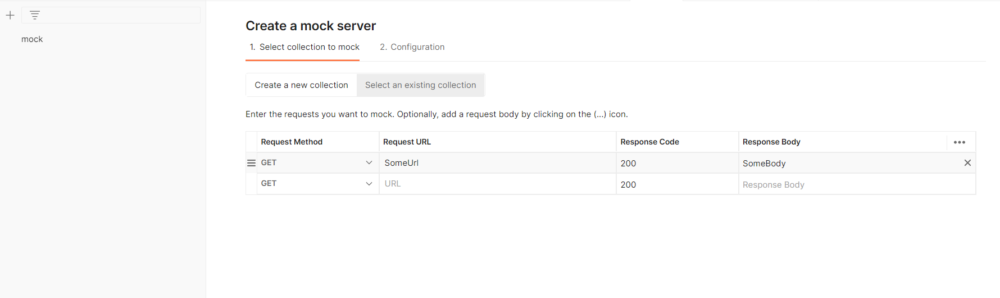 mock
Create a mock server
1. Select collection to mock 2. Configuration
Create a new collection Select an existing collection
Enter the requests you want to mock. Optionally, add a request body by clicking on the (...) icon.
Request Method Request URL Response Code Response Body
GET SomeUrl 200 SomeBody
GET URL 200 Response Body